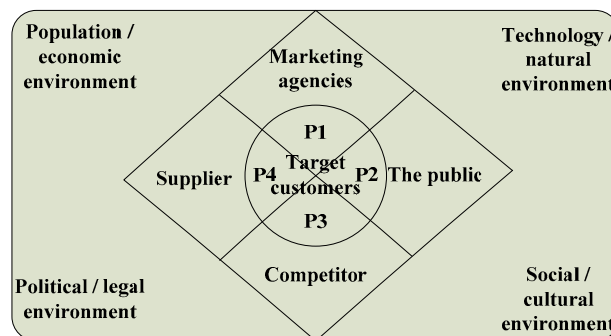 Population /
economic
environment
Technology /
natural
environment
Marketing
agencies
P1
Supplier
P4
Target
customers
P2
The public
P3
Competitor
Political / legal
environment
Social /
cultural
environment